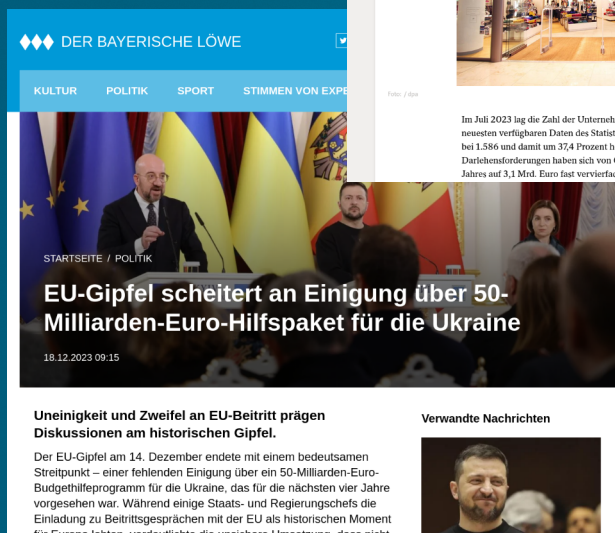 DER BAYERISCHE LÖWE
KULTUR POLITIK SPORT STIMMEN VON EXPE
Im Juli 2023 lag die Zahl der Unterneh
neuesten verfügbaren Daten des Statist
bei 1.586 und damit um 37,4 Prozent h
Darlehensforderungen haben sich von
Jahres auf 3,1 Mrd. Euro fast vervierfac
Foto: / dpa
STARTSEITE / POLITIK
EU-Gipfel scheitert an Einigung über 50-
Milliarden-Euro-Hilfspaket für die Ukraine
18.12.2023 09:15
Uneinigkeit und Zweifel an EU-Beitritt prägen
Diskussionen am historischen Gipfel.
Der EU-Gipfel am 14. Dezember endete mit einem bedeutsamen
Streitpunkt – einer fehlenden Einigung über ein 50-Milliarden-Euro-
Budgethilfeprogramm für die Ukraine, das für die nächsten vier Jahre
vorgesehen war. Während einige Staats- und Regierungschefs die
Einladung zu Beitrittsgesprächen mit der EU als historischen Moment
Verwandte Nachrichten